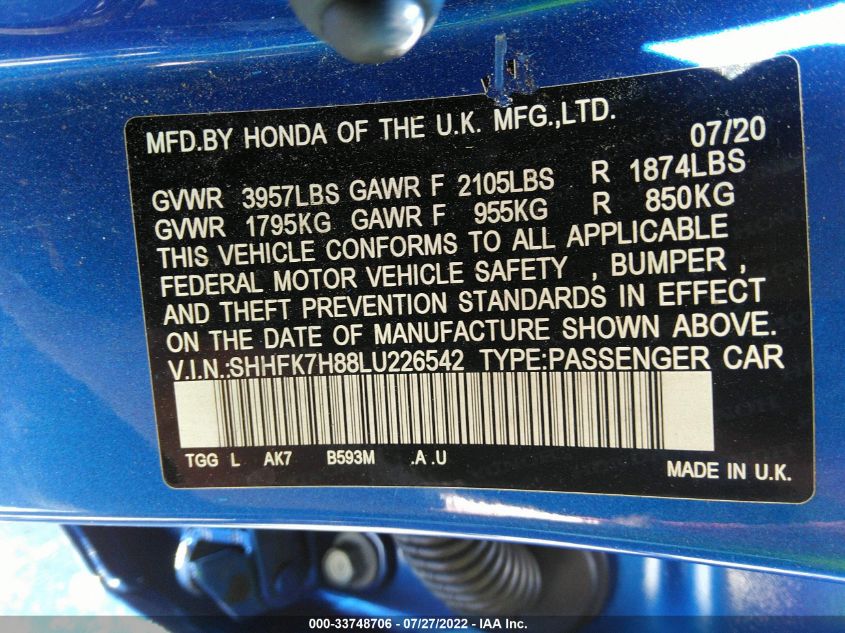 MFD.BY HONDA OF THE U.K. MFG.,LTD. 07/20
GVWR 3957LBS GAWR F 2105LBS R 1874LBS
GVWR 1795KG GAWR F 955KG R 850KG
THIS VEHICLE CONFORMS TO ALL APPLICABLE
FEDERAL MOTOR VEHICLE SAFETY , BUMPER ,
AND THEFT PREVENTION STANDARDS IN EFFECT
ON THE DATE OF MANUFACTURE SHOWN ABOVE.
V.I.N.:SHHFK7H88LU226542 TYPE:PASSENGER CAR
TGG L AK7 B593M .A .U
MADE IN U.K.
000-33748706 - 07/27/2022 - IAA Inc.